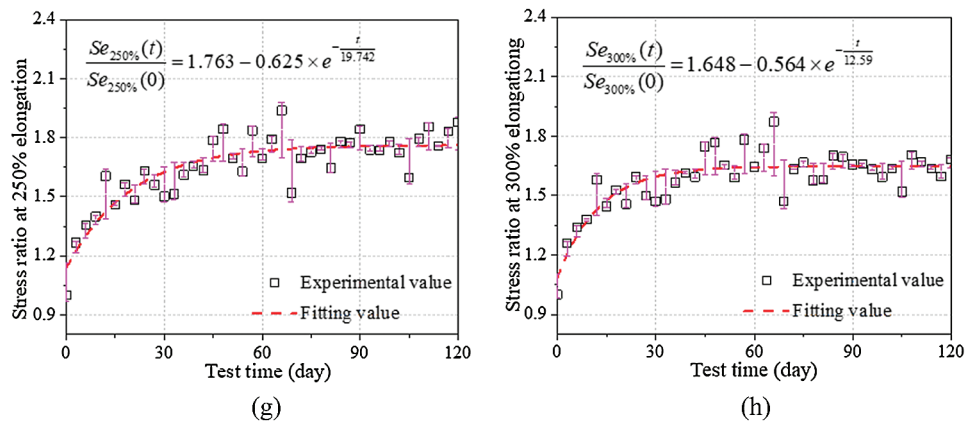 2.4
2.1
1.8
1.5
1.2
0.9
Stress ratio at 250% elongation
Se250%(t) / Se250%(0) = 1.763 − 0.625 × e^(−t/19.742)
Experimental value
Fitting value
0 30 60 90 120
Test time (day)
(g)
2.4
2.1
1.8
1.5
1.2
0.9
Stress ratio at 300% elongationg
Se300%(t) / Se300%(0) = 1.648 − 0.564 × e^(−t/12.59)
Experimental value
Fitting value
0 30 60 90 120
Test time (day)
(h)